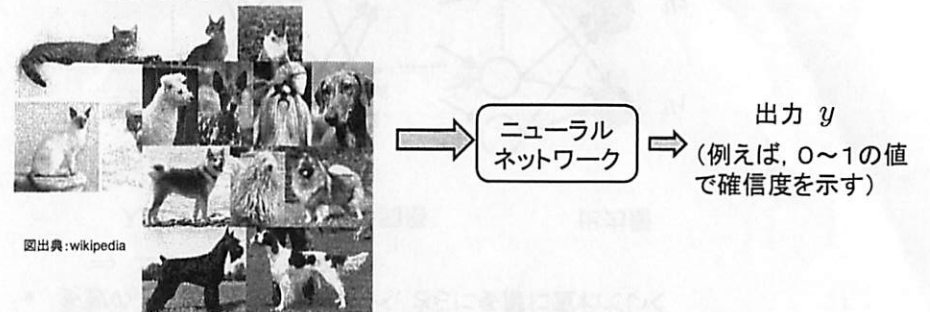 ニューラル
ネットワーク
出力 y
(例えば, 0～1の値
で確信度を示す)
図出典:wikipedia